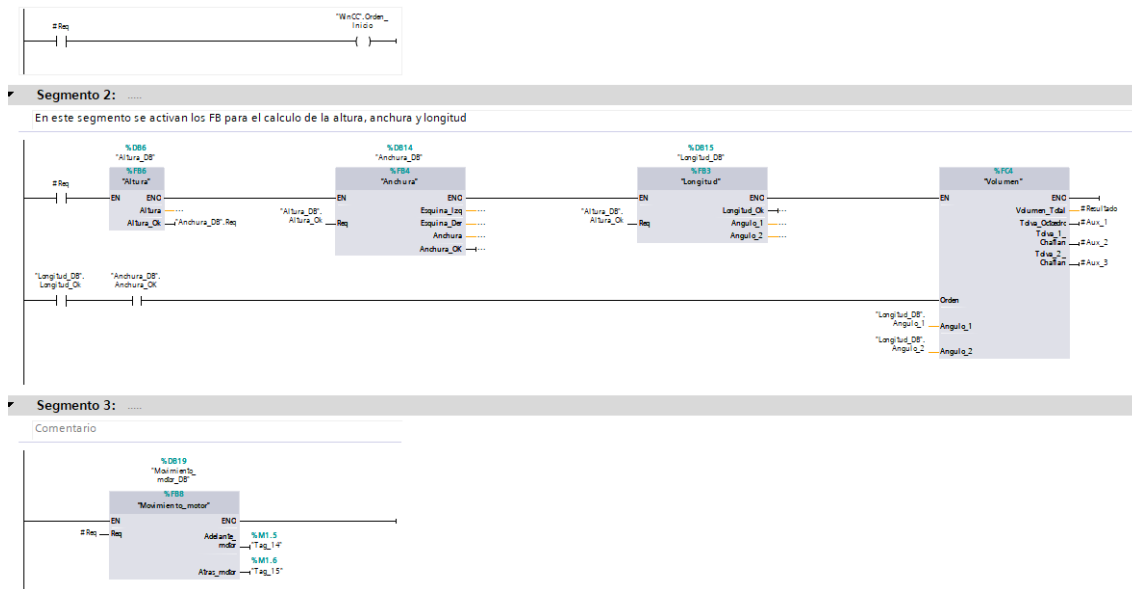 #Req
"WinCC".Orden_
Inicio
Segmento 2: .....
En este segmento se activan los FB para el calculo de la altura, anchura y longitud
%DB6
"Altura_DB"
%DB14
"Anchura_DB"
%DB15
"Longitud_DB"
%FB6
"Altura"
%FB4
"Anchura"
%FB3
"Longitud"
%FC4
"Volumen"
#Req
EN ENO
Altura ...
Altura_Ok "Anchura_DB".Req
"Altura_DB".
Altura_Ok Req
EN ENO
Esquina_Izq ...
Esquina_Der ...
Anchura ...
Anchura_OK ...
"Altura_DB".
Altura_Ok Req
EN ENO
Longitud_Ok ...
Angulo_1 ...
Angulo_2 ...
EN ENO
Volumen_Total #Resultado
Tolva_Octaedro #Aux_1
Tolva_1_
Chaflan #Aux_2
Tolva_2_
Chaflan #Aux_3
"Longitud_DB".
Longitud_Ok
"Anchura_DB".
Anchura_OK
Orden
"Longitud_DB".
Angulo_1 Angulo_1
"Longitud_DB".
Angulo_2 Angulo_2
Segmento 3: .....
Comentario
%DB19
"Movimiento_
motor_DB"
%FB8
"Movimiento_motor"
EN ENO
#Req Req
Adelante_
motor
%M1.5
"Tag_14"
Atras_motor
%M1.6
"Tag_15"